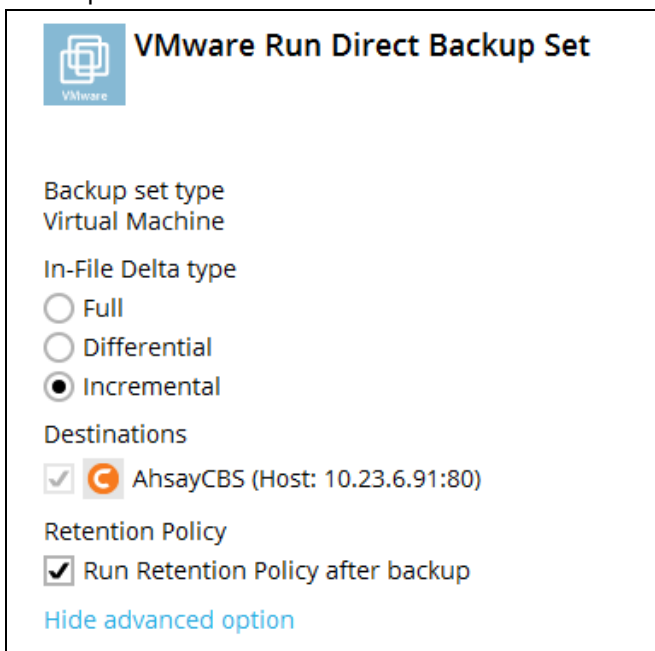 VMware Run Direct Backup Set
VMware
Backup set type
Virtual Machine
In-File Delta type
Full
Differential
Incremental
Destinations
AhsayCBS (Host: 10.23.6.91:80)
Retention Policy
Run Retention Policy after backup
Hide advanced option